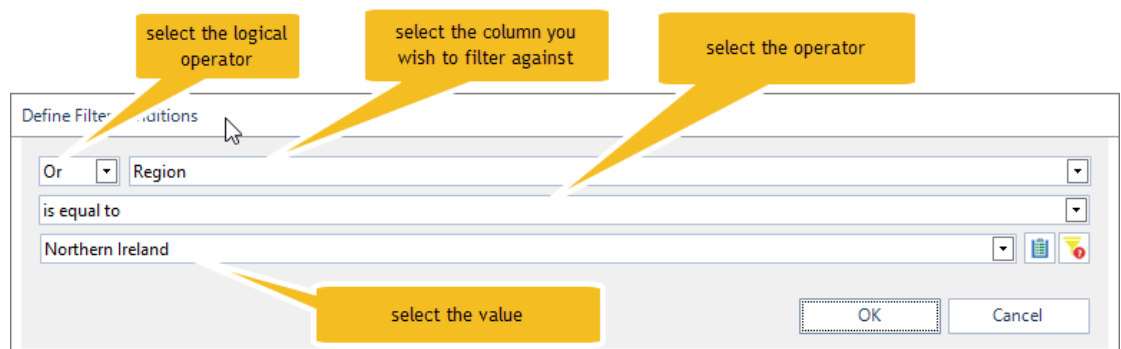 select the logical
operator
select the column you
wish to filter against
select the operator
Define Filter Conditions
Or
Region
is equal to
Northern Ireland
select the value
OK
Cancel